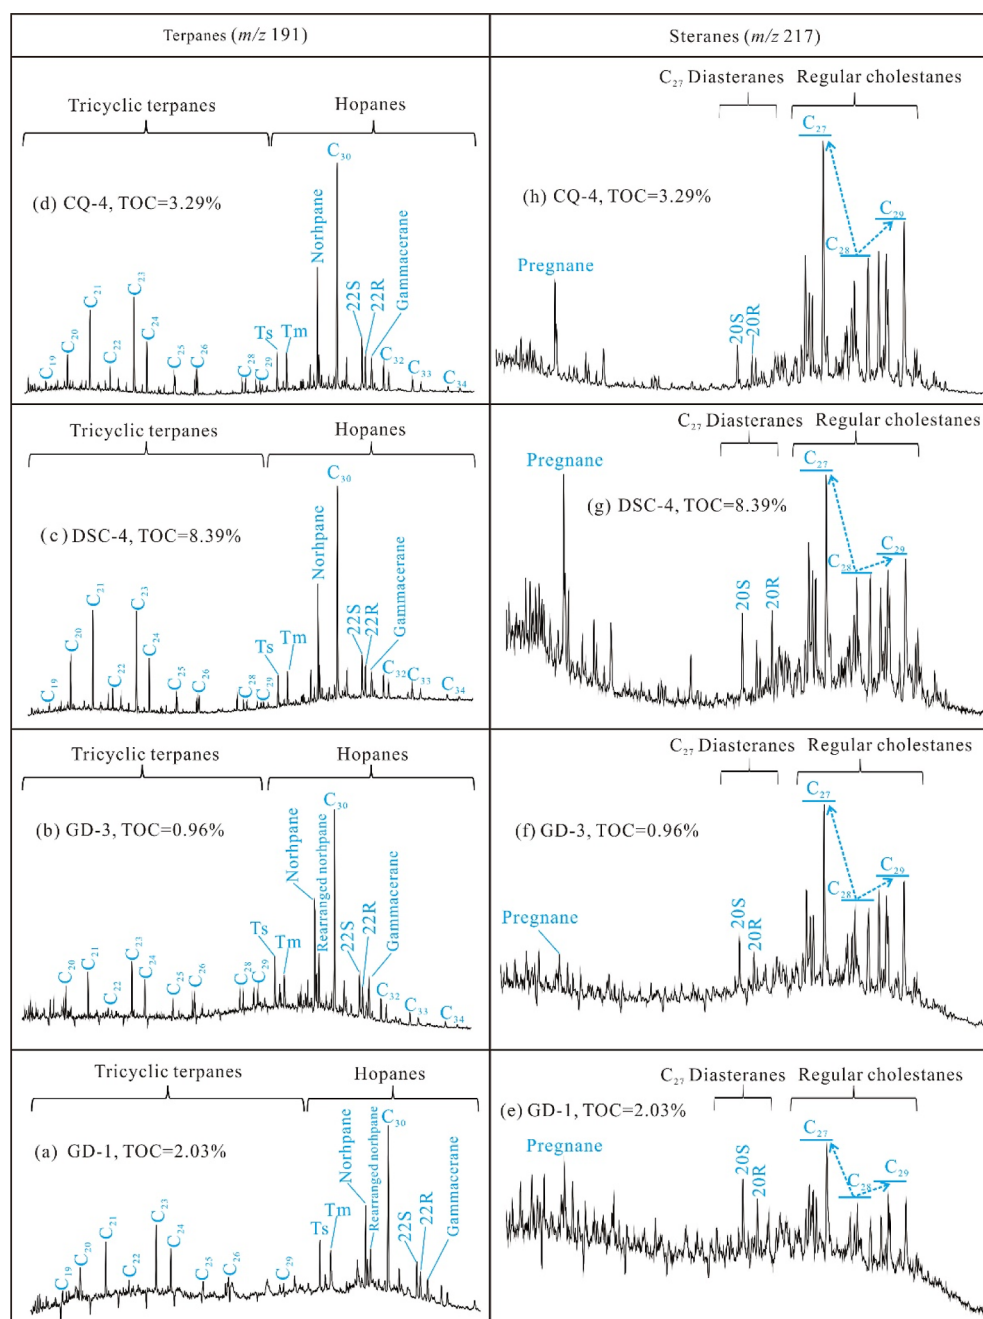 Terpanes (m/z 191)
Steranes (m/z 217)
Tricyclic terpanes
Hopanes
(d) CQ-4, TOC=3.29%
C19
C20
C21
C22
C23
C24
C25
C26
C28
C29
Ts
Tm
Norhpane
C30
22S
22R
Gammacerane
C32
C33
C34
C27 Diasteranes
Regular cholestanes
(h) CQ-4, TOC=3.29%
Pregnane
20S
20R
C27
C28
C29
Tricyclic terpanes
Hopanes
(c) DSC-4, TOC=8.39%
C19
C20
C21
C22
C23
C24
C25
C26
C28
C29
Ts
Tm
Norhpane
C30
22S
22R
Gammacerane
C32
C33
C34
C27 Diasteranes
Regular cholestanes
(g) DSC-4, TOC=8.39%
Pregnane
20S
20R
C27
C28
C29
Tricyclic terpanes
Hopanes
(b) GD-3, TOC=0.96%
C20
C21
C22
C23
C24
C25
C26
C28
C29
Ts
Tm
Norhpane
Rearranged norhpane
C30
22S
22R
Gammacerane
C32
C33
C34
C27 Diasteranes
Regular cholestanes
(f) GD-3, TOC=0.96%
Pregnane
20S
20R
C27
C28
C29
Tricyclic terpanes
Hopanes
(a) GD-1, TOC=2.03%
C19
C20
C21
C22
C23
C24
C25
C26
C29
Ts
Tm
Norhpane
Rearranged norhpane
C30
22S
22R
Gammacerane
C27 Diasteranes
Regular cholestanes
(e) GD-1, TOC=2.03%
Pregnane
20S
20R
C27
C28
C29